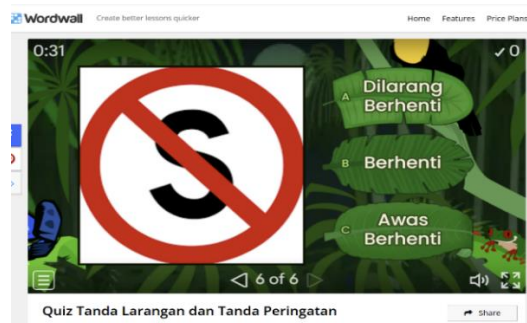 Wordwall Create better lessons quicker Home Features Price Plans
0:31 ✓ 0
S
A Dilarang
Berhenti
B Berhenti
C Awas
Berhenti
6 of 6
Quiz Tanda Larangan dan Tanda Peringatan Share